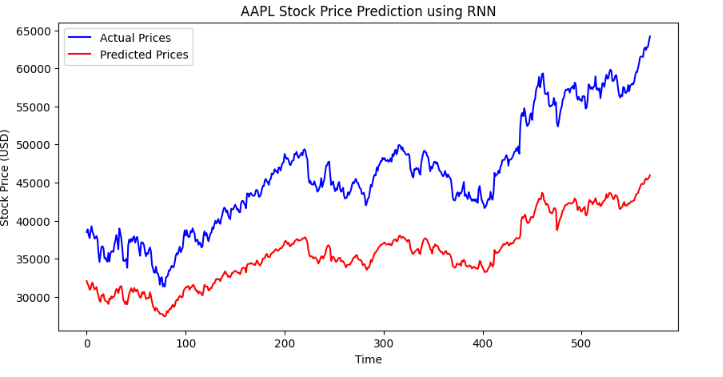 AAPL Stock Price Prediction using RNN
Actual Prices
Predicted Prices
Stock Price (USD)
65000
60000
55000
50000
45000
40000
35000
30000
0 100 200 300 400 500
Time